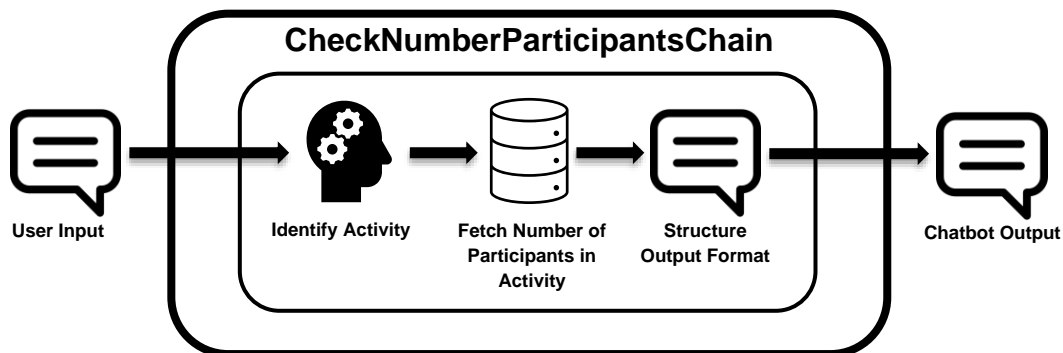 CheckNumberParticipantsChain
User Input
Identify Activity
Fetch Number of
Participants in
Activity
Structure
Output Format
Chatbot Output